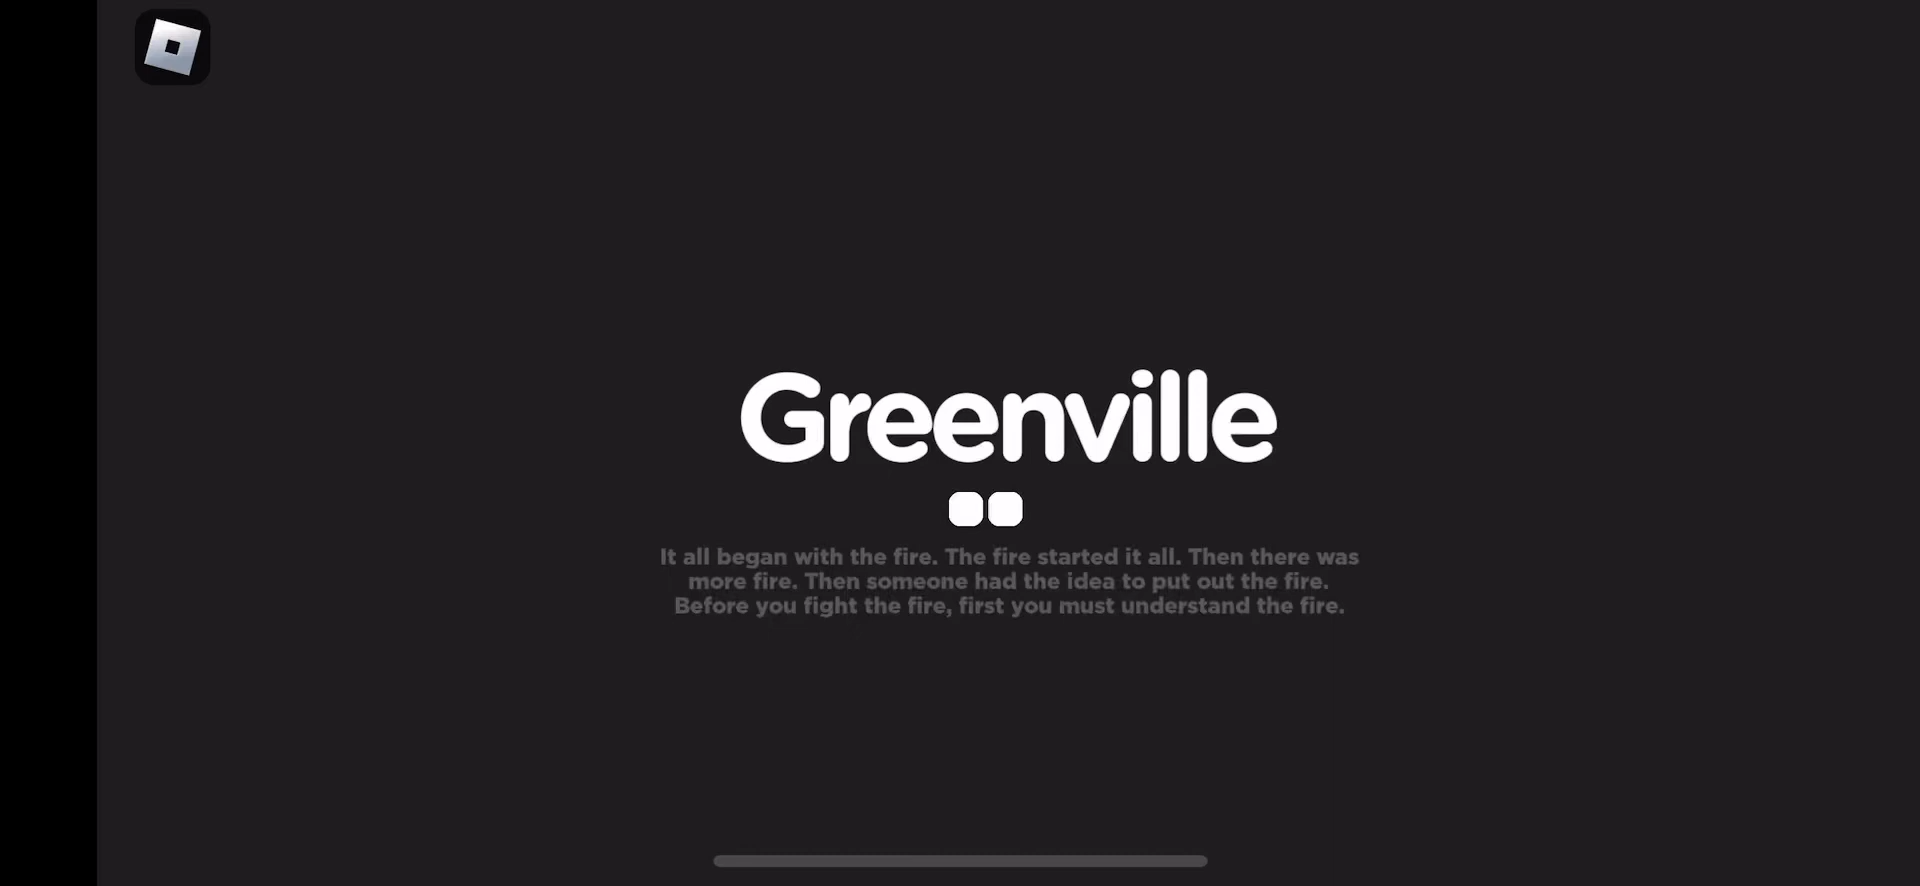 Greenville
It all began with the fire. The fire started it all. Then there was
more fire. Then someone had the idea to put out the fire.
Before you fight the fire, first you must understand the fire.